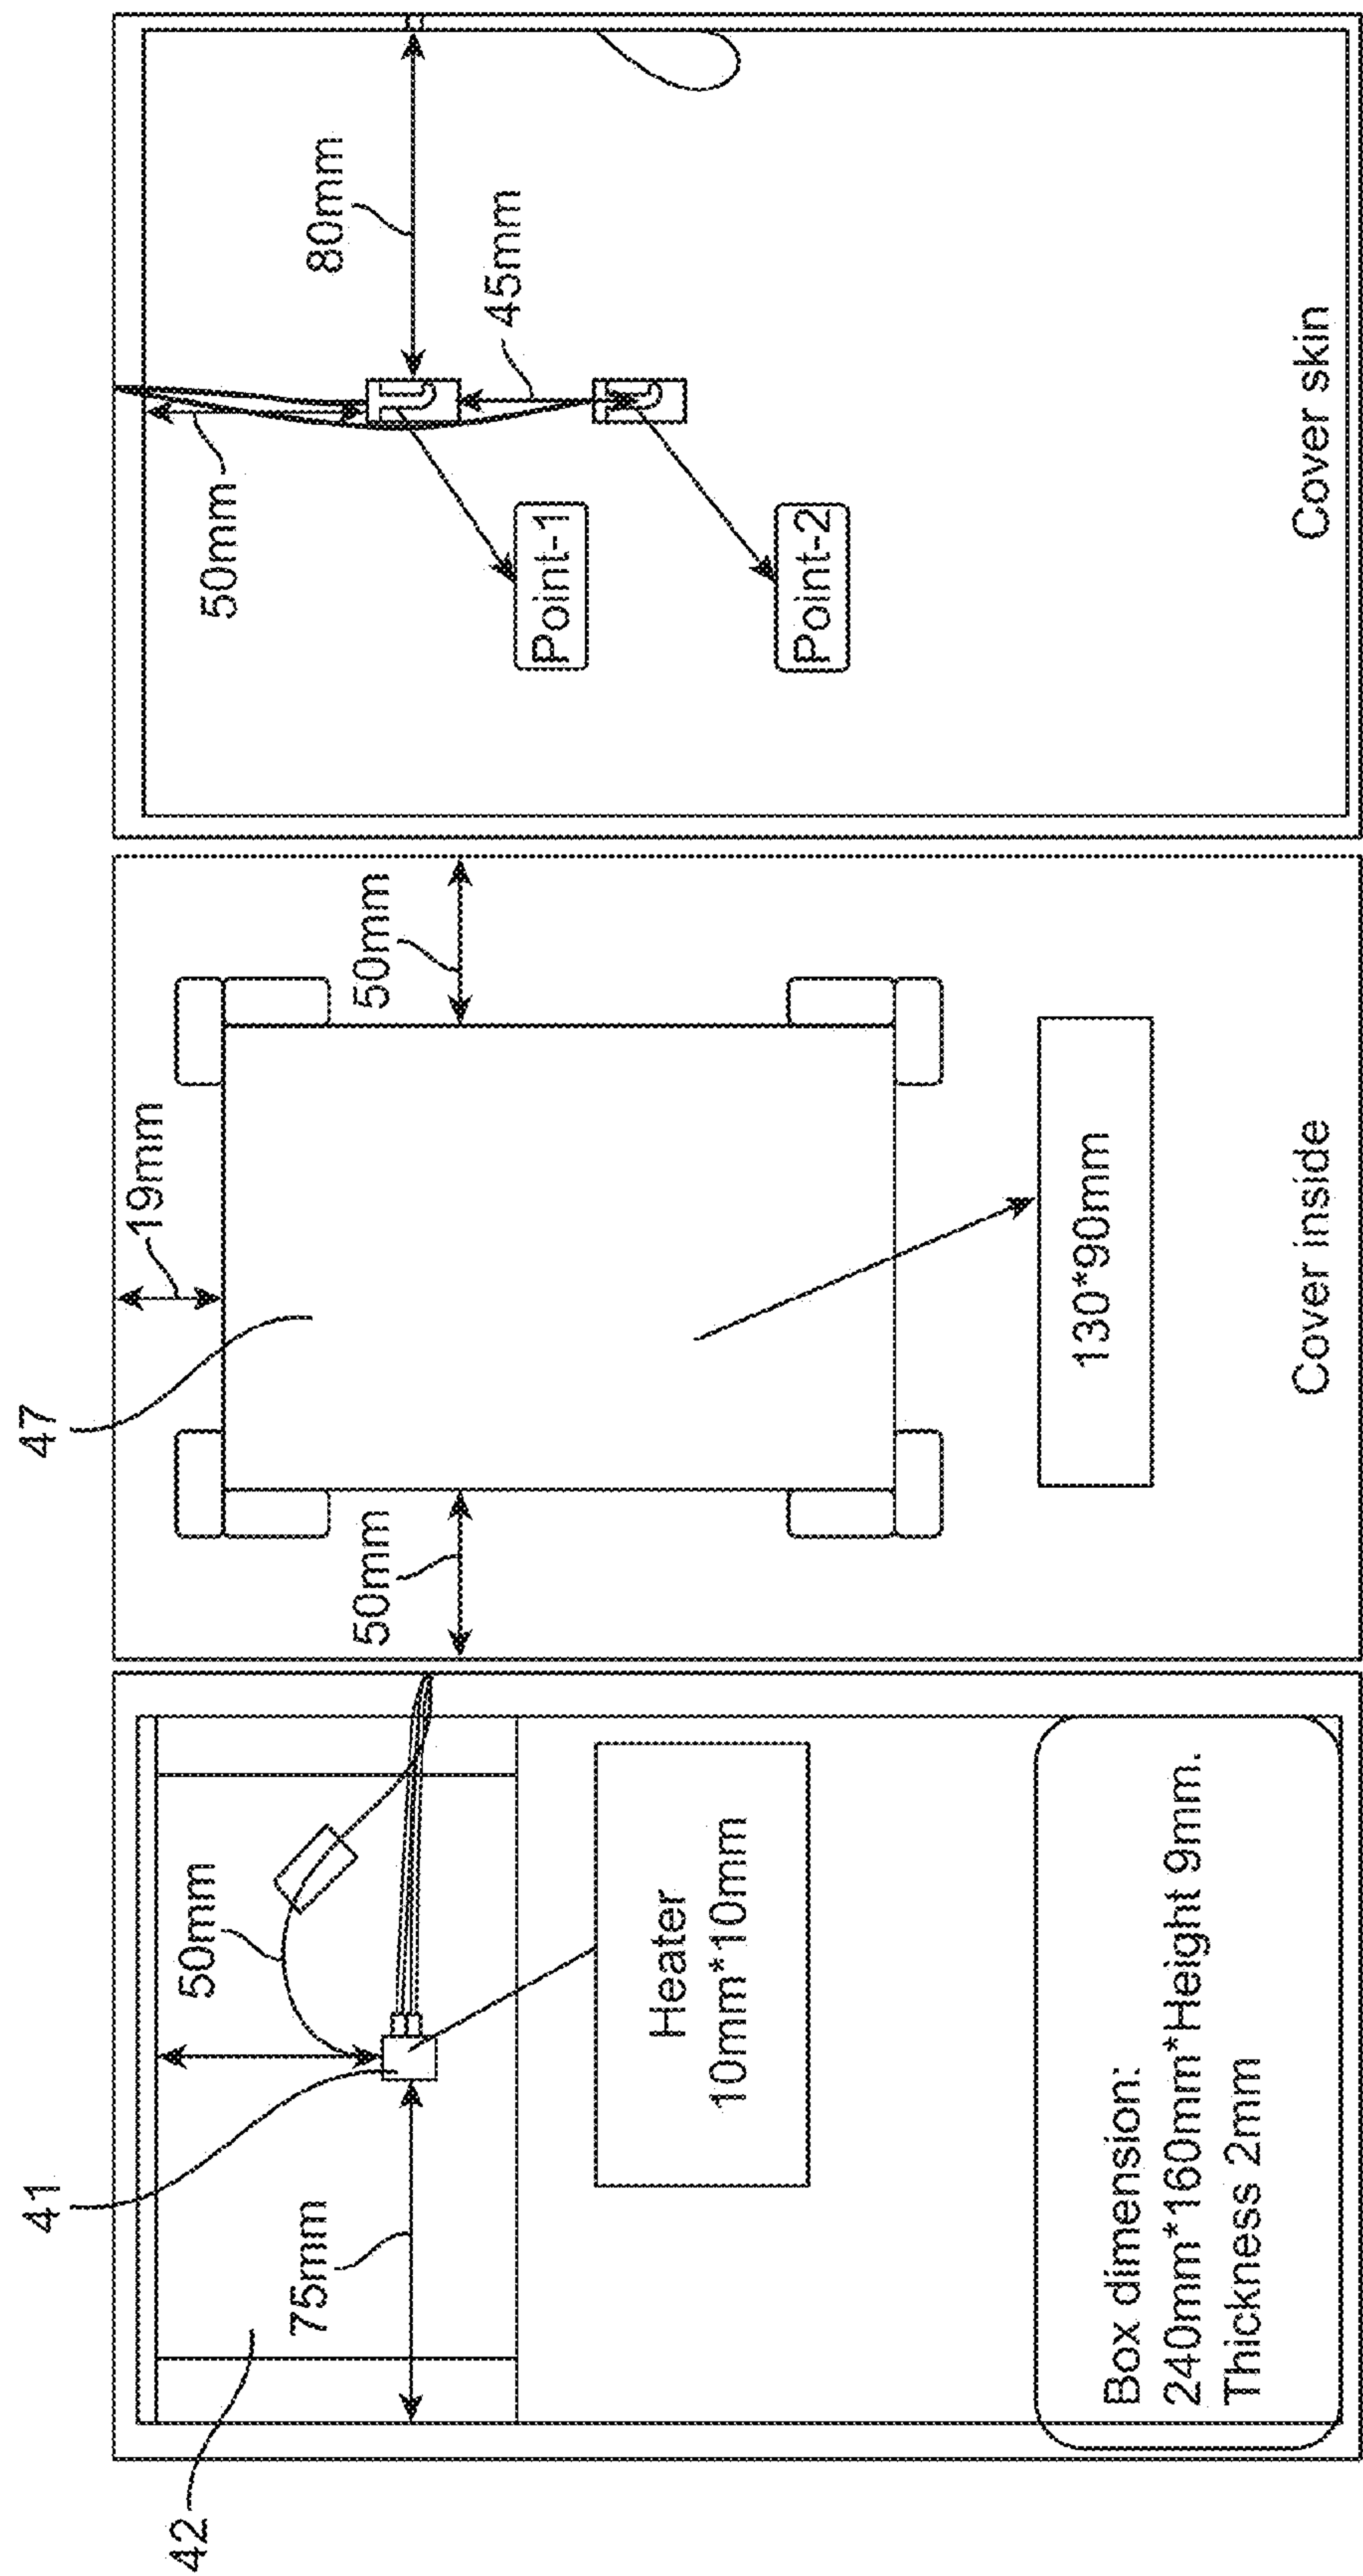 42
41
75mm
50mm
Heater
10mm*10mm
Box dimension:
240mm*160mm*Height 9mm.
Thickness 2mm
47
19mm
50mm
50mm
130*90mm
Cover inside
50mm
80mm
45mm
Point-1
Point-2
Cover skin